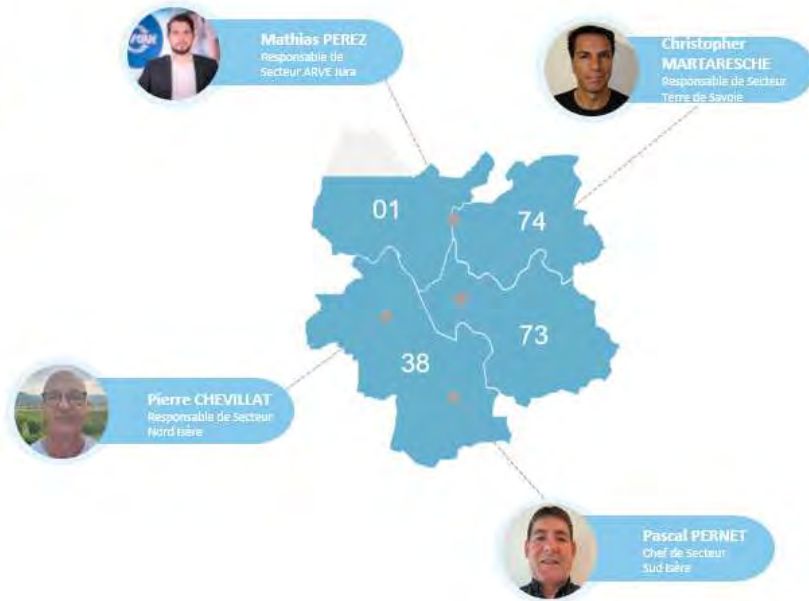 Mathias PEREZ
Responsable de
Secteur ARVE Jura
Christopher
MARTARESCHE
Responsable de Secteur
Terre de Savoie
01
74
73
38
Pierre CHEVILLAT
Responsable de Secteur
Nord Isère
Pascal PERNET
Chef de Secteur
Sud Isère